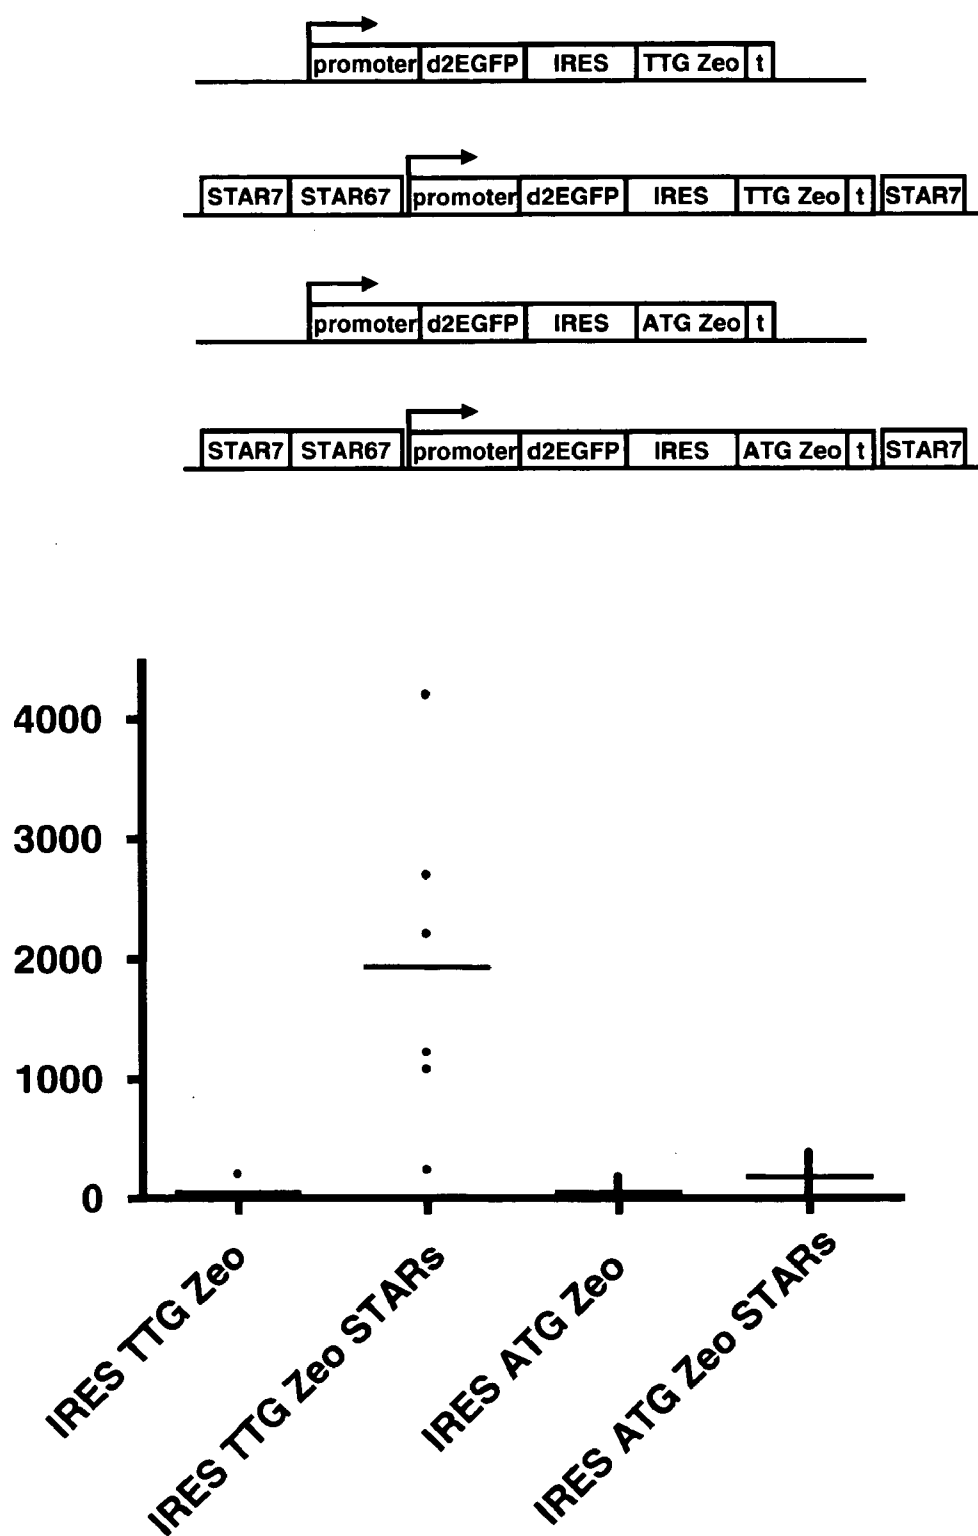 promoter d2EGFP IRES TTG Zeo t
STAR7 STAR67 promoter d2EGFP IRES TTG Zeo t STAR7
promoter d2EGFP IRES ATG Zeo t
STAR7 STAR67 promoter d2EGFP IRES ATG Zeo t STAR7
4000
3000
2000
1000
0
IRES TTG Zeo
IRES TTG Zeo STARs
IRES ATG Zeo
IRES ATG Zeo STARs